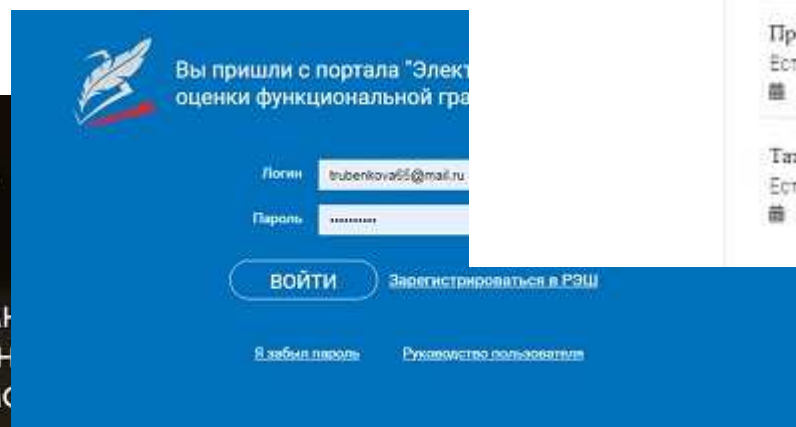 Вы пришли с портала "Элект
оценки функциональной гра
Логин
trubenkova65@mail.ru
Пароль
ВОЙТИ
Зарегистрироваться в РЭШ
Я забыл пароль
Руководство пользователя
Пр
Ест
Ест